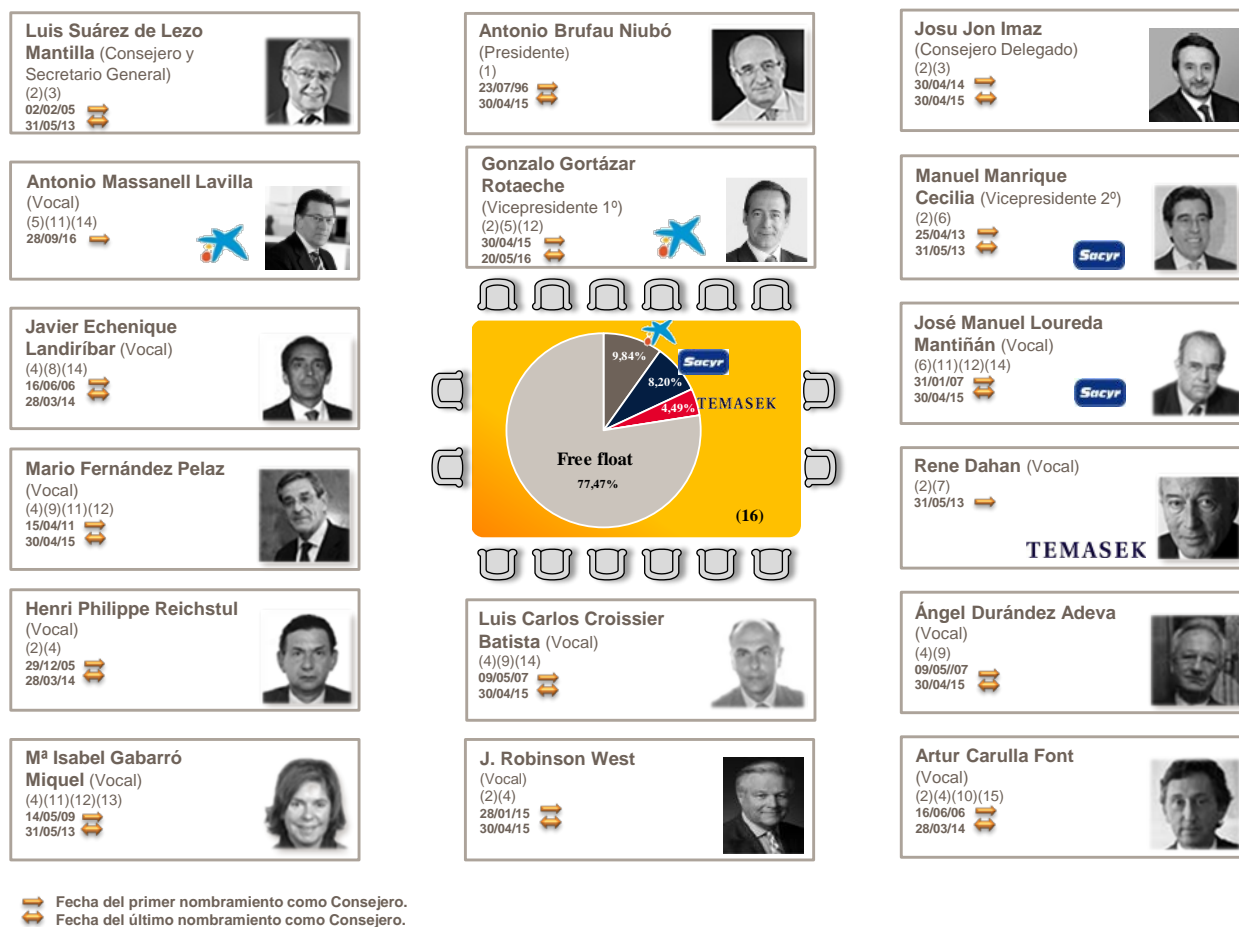 Luis Suárez de Lezo
Mantilla (Consejero y
Secretario General)
(2)(3)
02/02/05
31/05/13
Antonio Brufau Niubó
(Presidente)
(1)
23/07/96
30/04/15
Josu Jon Imaz
(Consejero Delegado)
(2)(3)
30/04/14
30/04/15
Antonio Massanell Lavilla
(Vocal)
(5)(11)(14)
28/09/16
Gonzalo Gortázar
Rotaeche
(Vicepresidente 1º)
(2)(5)(12)
30/04/15
20/05/16
Manuel Manrique
Cecilia (Vicepresidente 2º)
(2)(6)
25/04/13
31/05/13
Sacyr
Javier Echenique
Landiríbar (Vocal)
(4)(8)(14)
16/06/06
28/03/14
9,84%
Sacyr
8,20%
4,49%
TEMASEK
Free float
77,47%
(16)
José Manuel Loureda
Mantiñán (Vocal)
(6)(11)(12)(14)
31/01/07
30/04/15
Sacyr
Mario Fernández Pelaz
(Vocal)
(4)(9)(11)(12)
15/04/11
30/04/15
Rene Dahan (Vocal)
(2)(7)
31/05/13
TEMASEK
Henri Philippe Reichstul
(Vocal)
(2)(4)
29/12/05
28/03/14
Luis Carlos Croissier
Batista (Vocal)
(4)(9)(14)
09/05/07
30/04/15
Ángel Durández Adeva
(Vocal)
(4)(9)
09/05//07
30/04/15
Mª Isabel Gabarró
Miquel (Vocal)
(4)(11)(12)(13)
14/05/09
31/05/13
J. Robinson West
(Vocal)
(2)(4)
28/01/15
30/04/15
Artur Carulla Font
(Vocal)
(2)(4)(10)(15)
16/06/06
28/03/14
Fecha del primer nombramiento como Consejero.
Fecha del último nombramiento como Consejero.